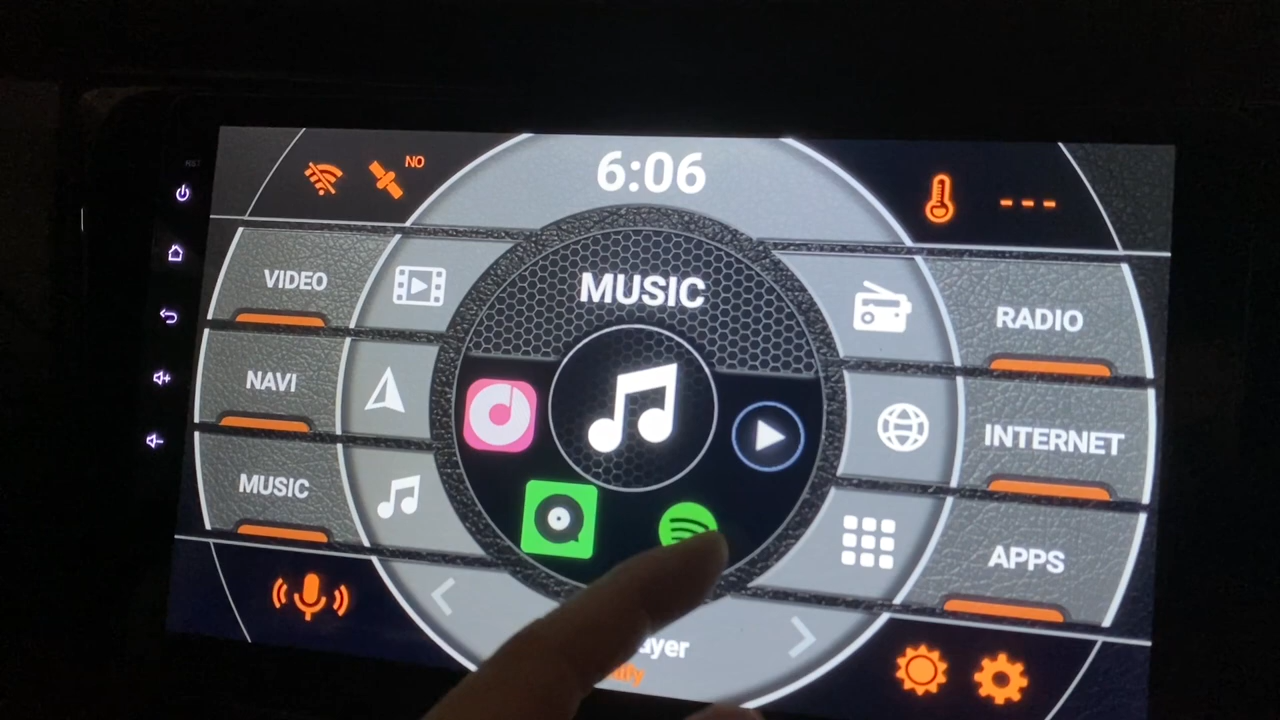 NO
6:06
---
VIDEO
MUSIC
RADIO
NAVI
INTERNET
MUSIC
APPS